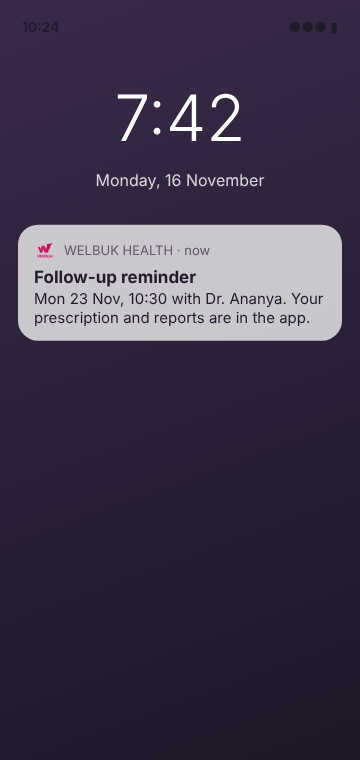 10:24
7:42
Monday, 16 November
WELBUK HEALTH · now
Follow-up reminder
Mon 23 Nov, 10:30 with Dr. Ananya. Your
prescription and reports are in the app.